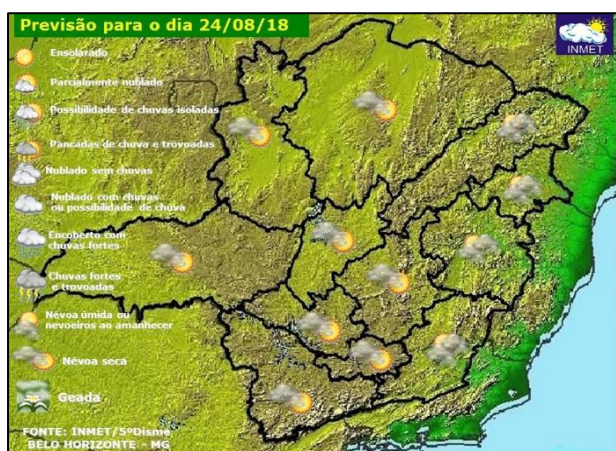 Previsão para o dia 24/08/18
INMET
Ensolarado
Parcialmente nublado
Possibilidade de chuvas isoladas
Pancadas de chuva e trovoadas
Nublado sem chuvas
Nublado com chuvas
ou possibilidade de chuva
Encoberto com
chuvas fortes
Chuvas fortes
e trovoadas
Névoa úmida ou
nevoeiros ao amanhecer
Névoa seca
Geada
FONTE: INMET/5ºDisme
BELO HORIZONTE - MG